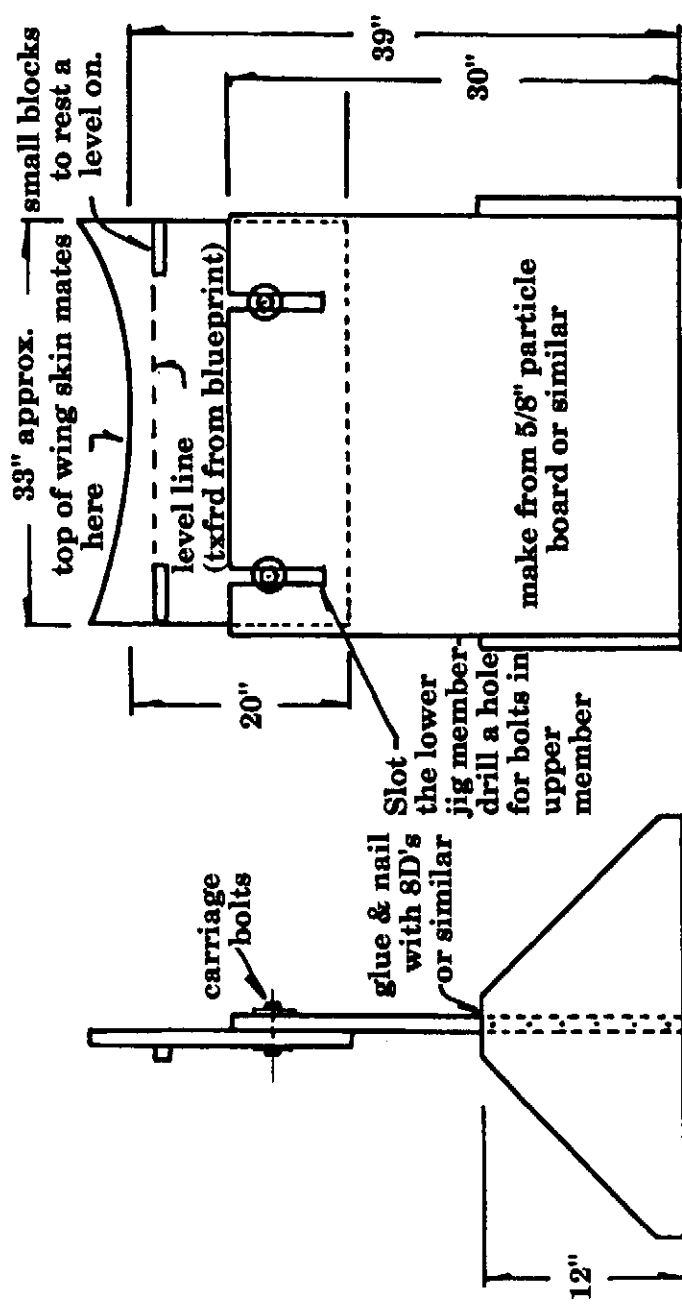 33" approx.
top of wing skin mates
here
small blocks
to rest a
level on.
level line
(txfrd from blueprint)
39"
30"
20"
make from 5/8" particle
board or similar
Slot -
the lower
jig member-
drill a hole
for bolts in
upper
member
carriage
bolts
glue & nail
with 8D's
or similar
12"